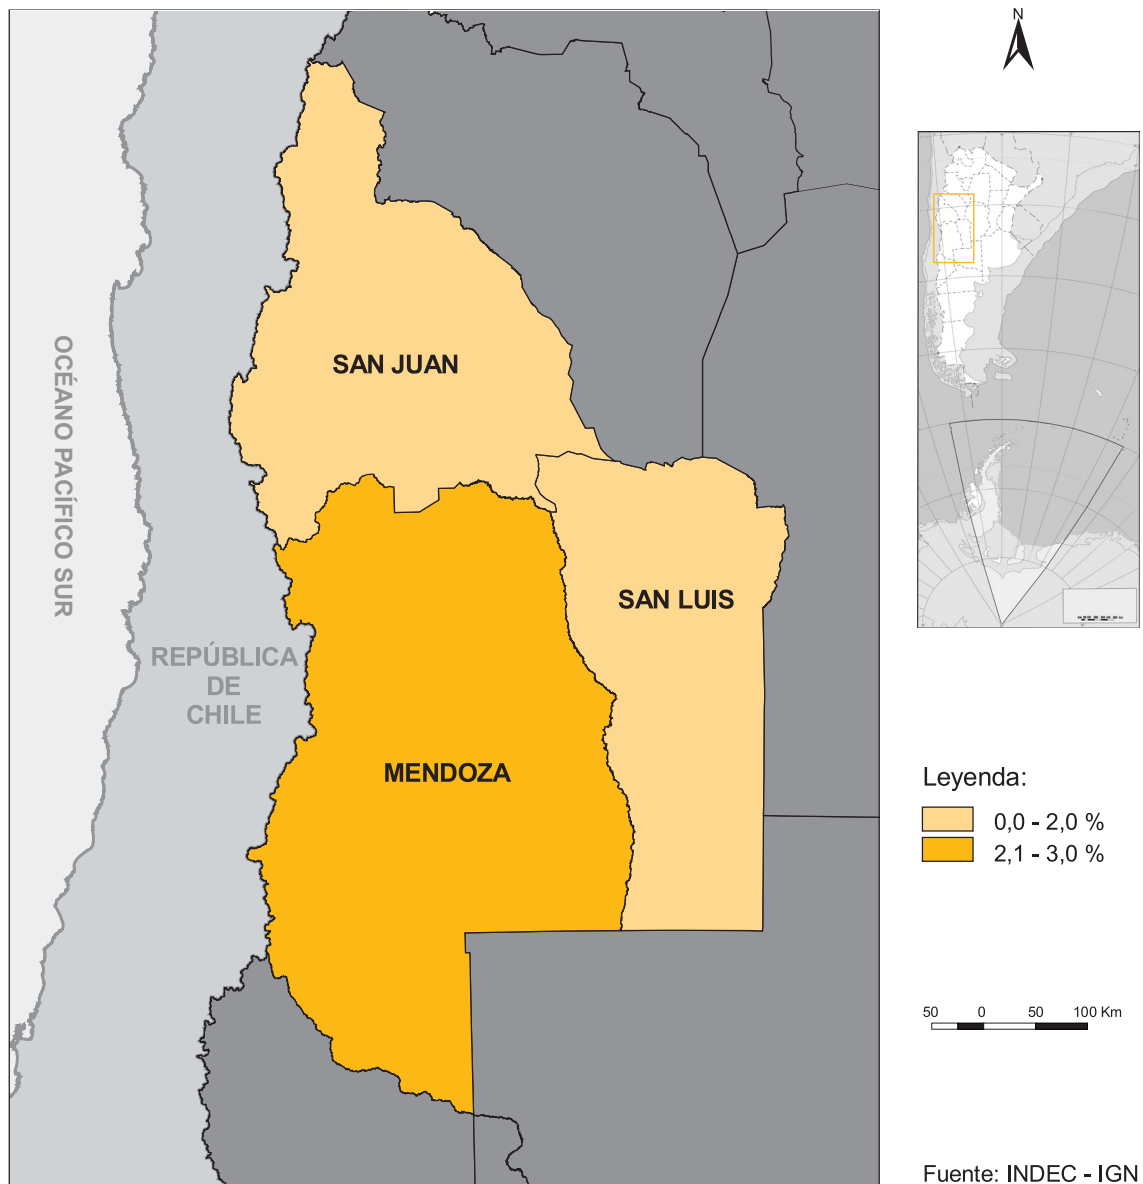 N
SAN JUAN
OCÉANO PACÍFICO SUR
SAN LUIS
REPÚBLICA
DE
CHILE
MENDOZA
Leyenda:
0,0 - 2,0 %
2,1 - 3,0 %
50 0 50 100 Km
Fuente: INDEC - IGN